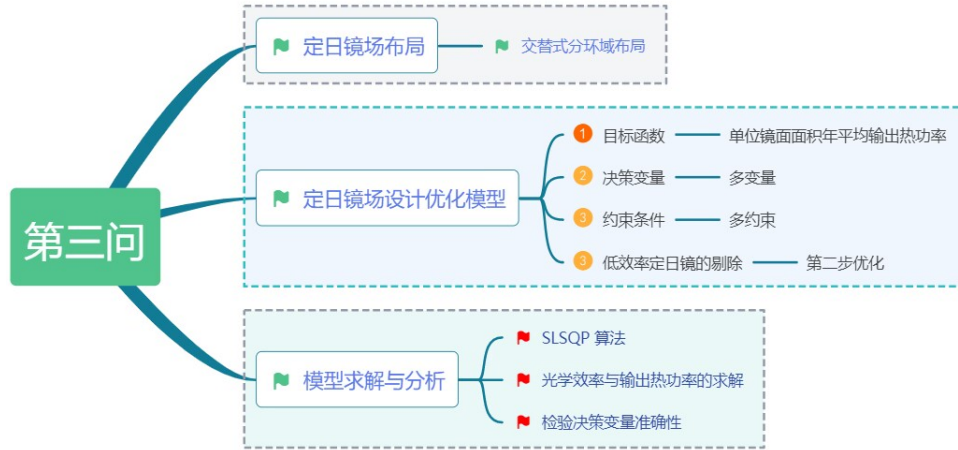 第三问
定日镜场布局
交替式分环域布局
定日镜场设计优化模型
1 目标函数 单位镜面面积年平均输出热功率
2 决策变量 多变量
3 约束条件 多约束
3 低效率定日镜的剔除 第二步优化
模型求解与分析
SLSQP 算法
光学效率与输出热功率的求解
检验决策变量准确性